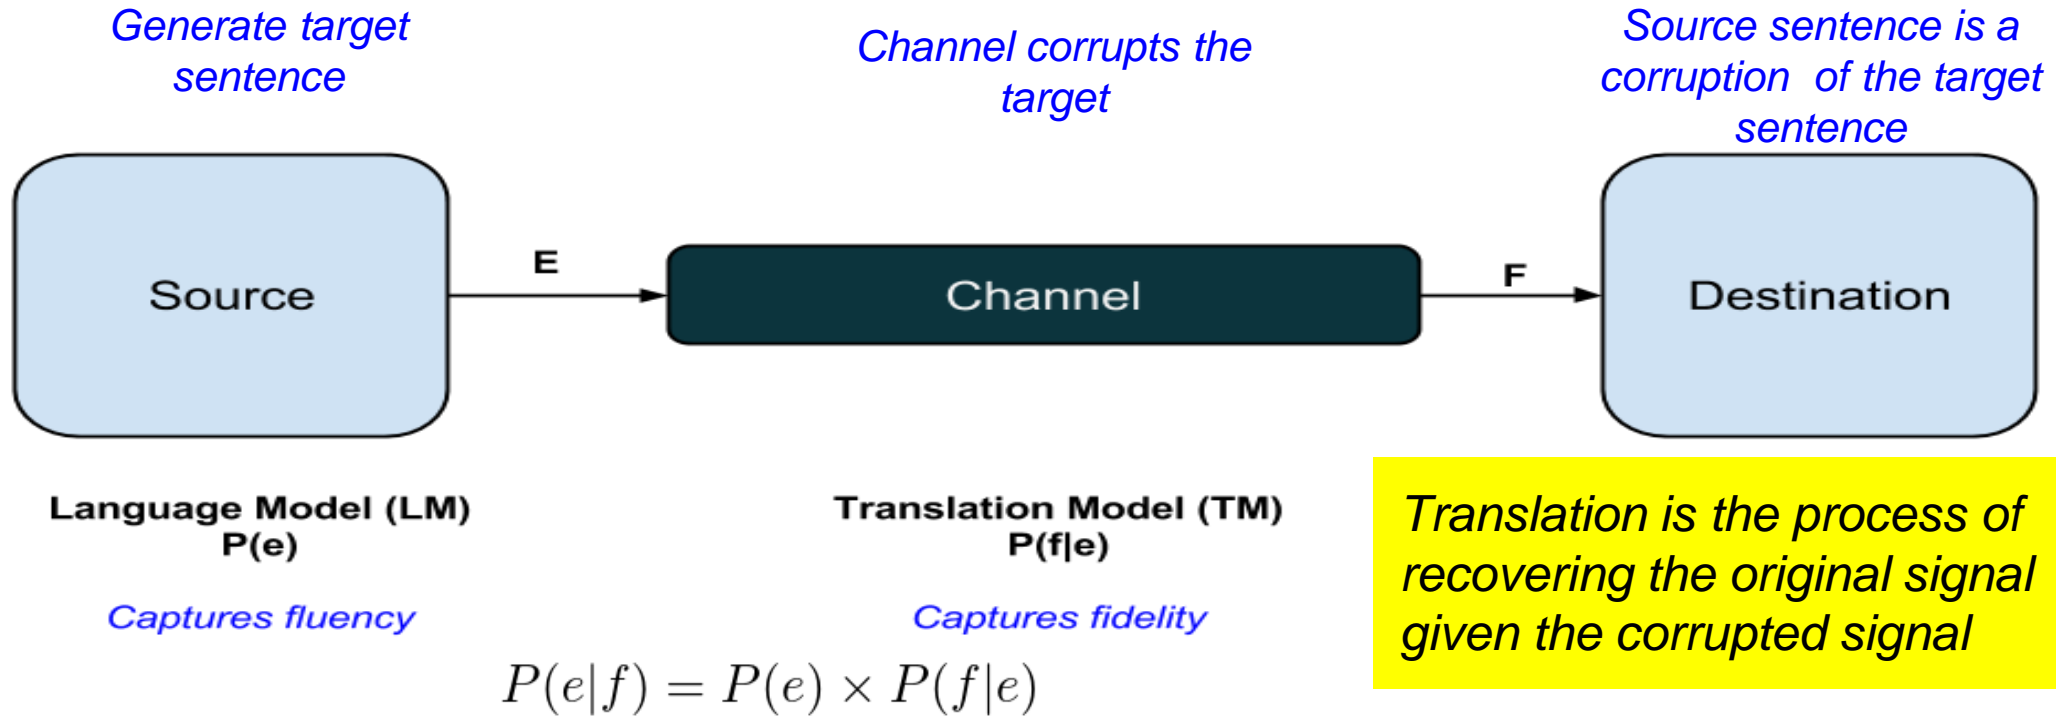 Generate target
sentence
Channel corrupts the
target
Source sentence is a
corruption of the target
sentence
Source
E
Channel
F
Destination
Language Model (LM)
P(e)
Captures fluency
Translation Model (TM)
P(f|e)
Captures fidelity
Translation is the process of
recovering the original signal
given the corrupted signal
P(e|f) = P(e) × P(f|e)